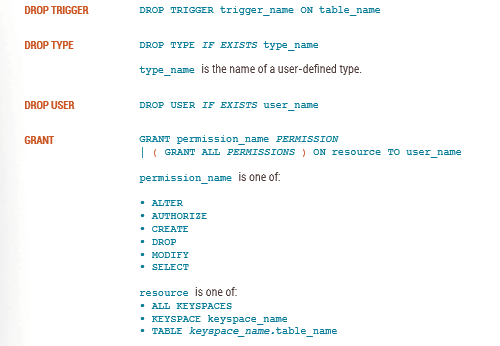 DROP TRIGGER DROP TRIGGER trigger_name ON table_name
DROP TYPE DROP TYPE IF EXISTS type_name
type_name is the name of a user-defined type.
DROP USER DROP USER IF EXISTS user_name
GRANT GRANT permission_name PERMISSION
| ( GRANT ALL PERMISSIONS ) ON resource TO user_name
permission_name is one of:
• ALTER
• AUTHORIZE
• CREATE
• DROP
• MODIFY
• SELECT
resource is one of:
• ALL KEYSPACES
• KEYSPACE keyspace_name
• TABLE keyspace_name.table_name